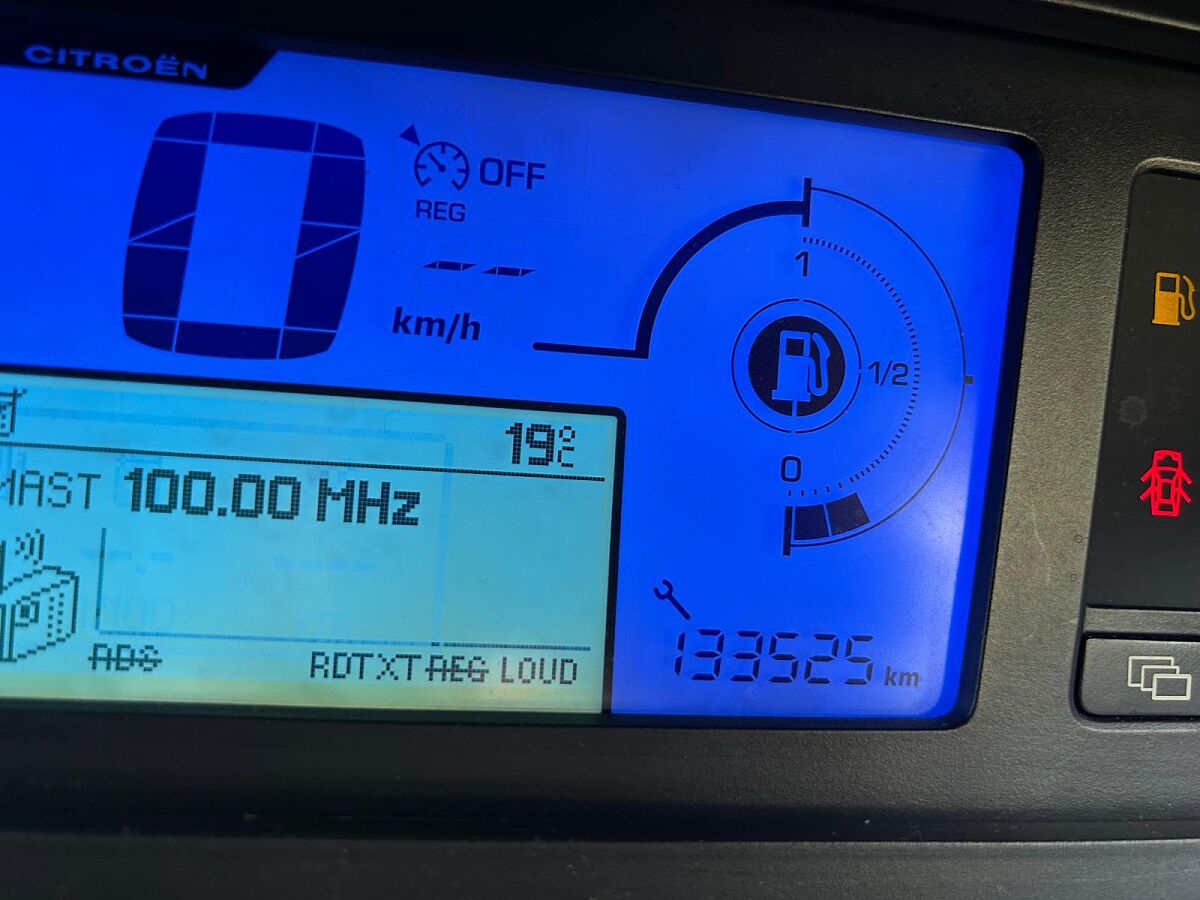 CITROËN
0
OFF
REG
-- 
km/h
1
1/2
0
19°C
MAST 100.00 MHz
RDS
RDTXT REG LOUD
133525 km